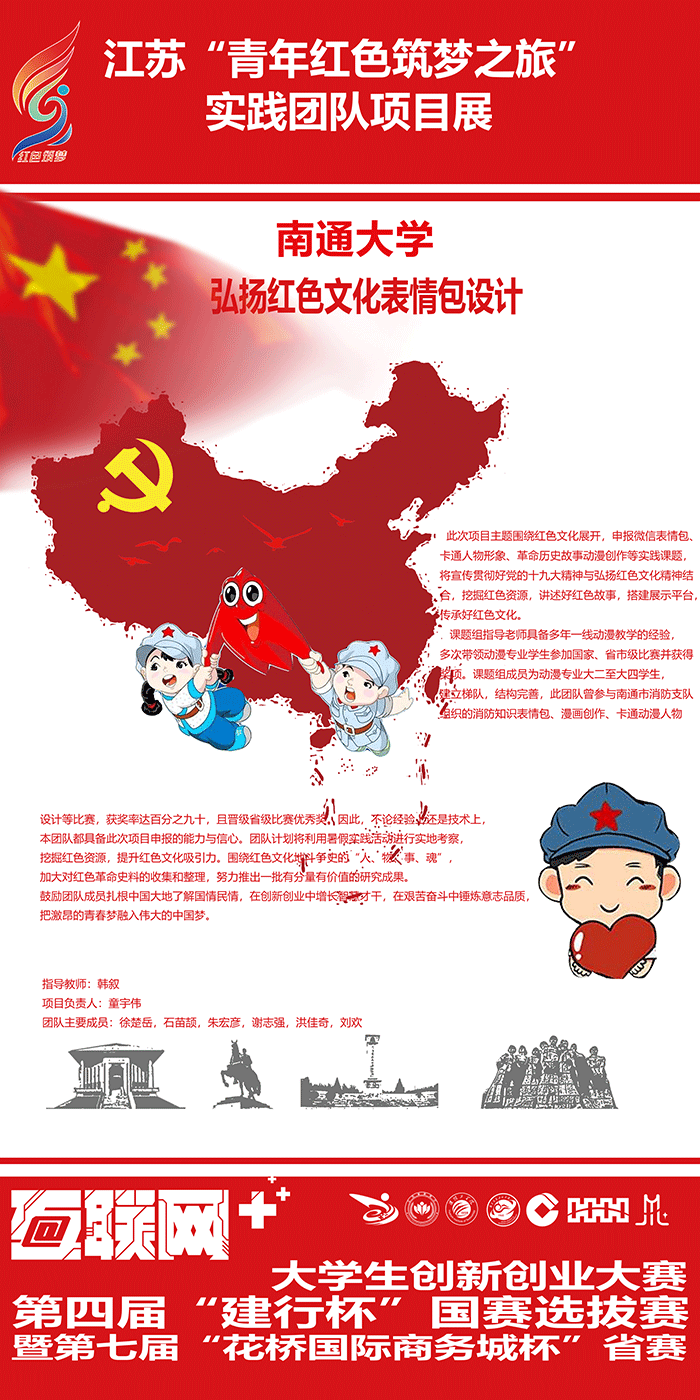 江苏“青年红色筑梦之旅”
实践团队项目展
红色筑梦
南通大学
弘扬红色文化表情包设计
此次项目主题围绕红色文化展开，申报微信表情包、
卡通人物形象、革命历史故事动漫创作等实践课题，
将宣传贯彻好党的十九大精神与弘扬红色文化精神结
合，挖掘红色资源，讲述好红色故事，搭建展示平台，
传承好红色文化。
课题组指导老师具备多年一线动漫教学的经验，
多次带领动漫专业学生参加国家、省市级比赛并获得
奖项。课题组成员为动漫专业大二至大四学生，
建立梯队，结构完善，此团队曾参与南通市消防支队
组织的消防知识表情包、漫画创作、卡通动漫人物
设计等比赛，获奖率达百分之九十，且晋级省级比赛优秀奖。因此，不论经验上还是技术上，
本团队都具备此次项目申报的能力与信心。团队计划将利用暑假实践活动进行实地考察，
挖掘红色资源，提升红色文化吸引力。围绕红色文化地斗争史的“人、物、事、魂”，
加大对红色革命史料的收集和整理，努力推出一批有分量有价值的研究成果。
鼓励团队成员扎根中国大地了解国情民情，在创新创业中增长智慧才干，在艰苦奋斗中锤炼意志品质，
把激昂的青春梦融入伟大的中国梦。
指导教师：韩叙
项目负责人：童宇伟
团队主要成员：徐楚岳，石苗颉，朱宏彦，谢志强，洪佳奇，刘欢
互联网+
大学生创新创业大赛
第四届“建行杯”国赛选拔赛
暨第七届“花桥国际商务城杯”省赛